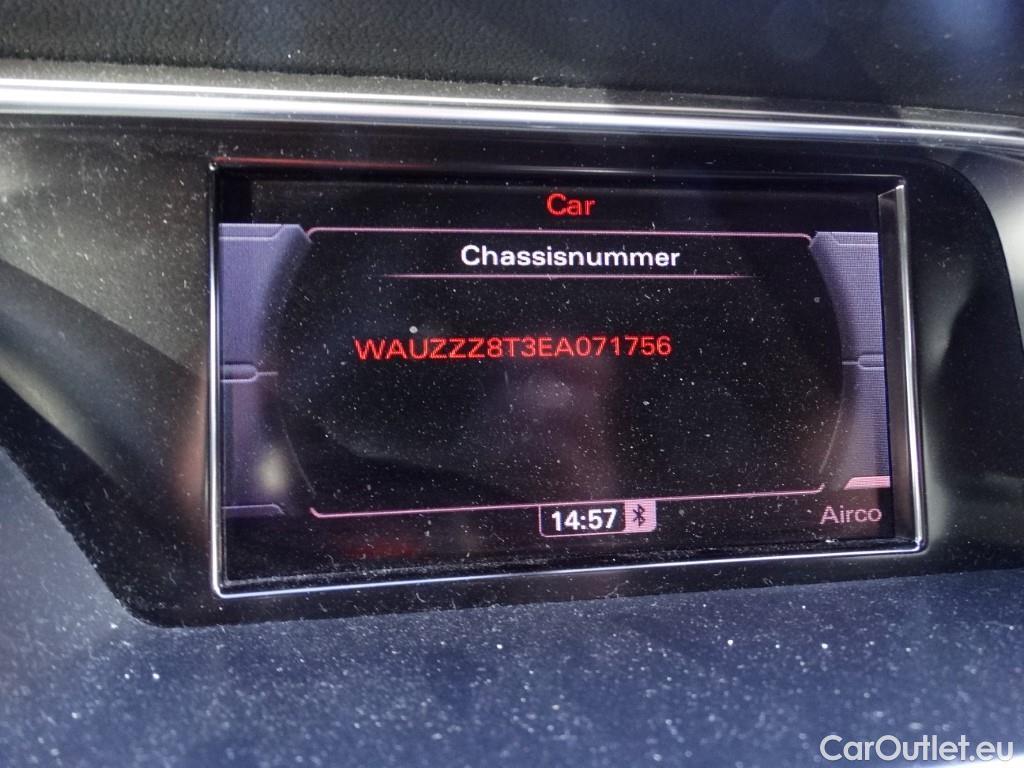 Car
Chassisnummer
WAUZZZ8T3EA071756
14:57
Airco
CarOutlet.eu